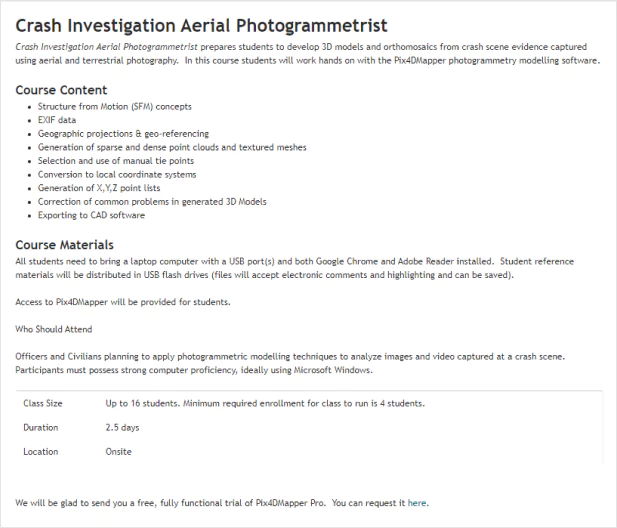 Crash Investigation Aerial Photogrammetrist
Crash Investigation Aerial Photogrammetrist prepares students to develop 3D models and orthomosaics from crash scene evidence captured
using aerial and terrestrial photography. In this course students will work hands on with the Pix4DMapper photogrammetry modelling software.
Course Content
• Structure from Motion (SFM) concepts
• EXIF data
• Geographic projections & geo-referencing
• Generation of sparse and dense point clouds and textured meshes
• Selection and use of manual tie points
• Conversion to local coordinate systems
• Generation of X,Y,Z point lists
• Correction of common problems in generated 3D Models
• Exporting to CAD software
Course Materials
All students need to bring a laptop computer with a USB port(s) and both Google Chrome and Adobe Reader installed. Student reference
materials will be distributed in USB flash drives (files will accept electronic comments and highlighting and can be saved).
Access to Pix4DMapper will be provided for students.
Who Should Attend
Officers and Civilians planning to apply photogrammetric modelling techniques to analyze images and video captured at a crash scene.
Participants must possess strong computer proficiency, ideally using Microsoft Windows.
Class Size Up to 16 students. Minimum required enrollment for class to run is 4 students.
Duration 2.5 days
Location Onsite
We will be glad to send you a free, fully functional trial of Pix4DMapper Pro. You can request it here.